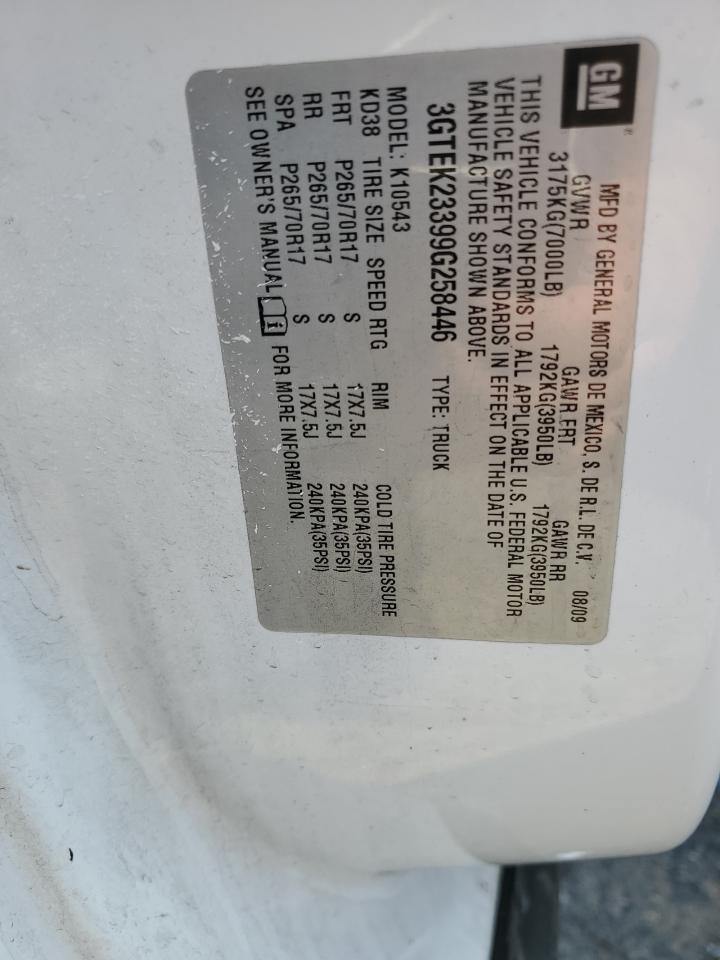 GM®
MFD BY GENERAL MOTORS DE MEXICO, S. DE R.L. DE C.V. 08/09
GVWR GAWR FRT GAWR RR
3175KG(7000LB) 1792KG(3950LB) 1792KG(3950LB)
THIS VEHICLE CONFORMS TO ALL APPLICABLE U.S. FEDERAL MOTOR
VEHICLE SAFETY STANDARDS IN EFFECT ON THE DATE OF
MANUFACTURE SHOWN ABOVE.
3GTEK23399G258446 TYPE: TRUCK
MODEL: K10543
KD38 TIRE SIZE SPEED RTG RIM COLD TIRE PRESSURE
FRT P265/70R17 S 17X7.5J 240KPA(35PSI)
RR P265/70R17 S 17X7.5J 240KPA(35PSI)
SPA P265/70R17 S 17X7.5J 240KPA(35PSI)
SEE OWNER'S MANUAL i FOR MORE INFORMATION.